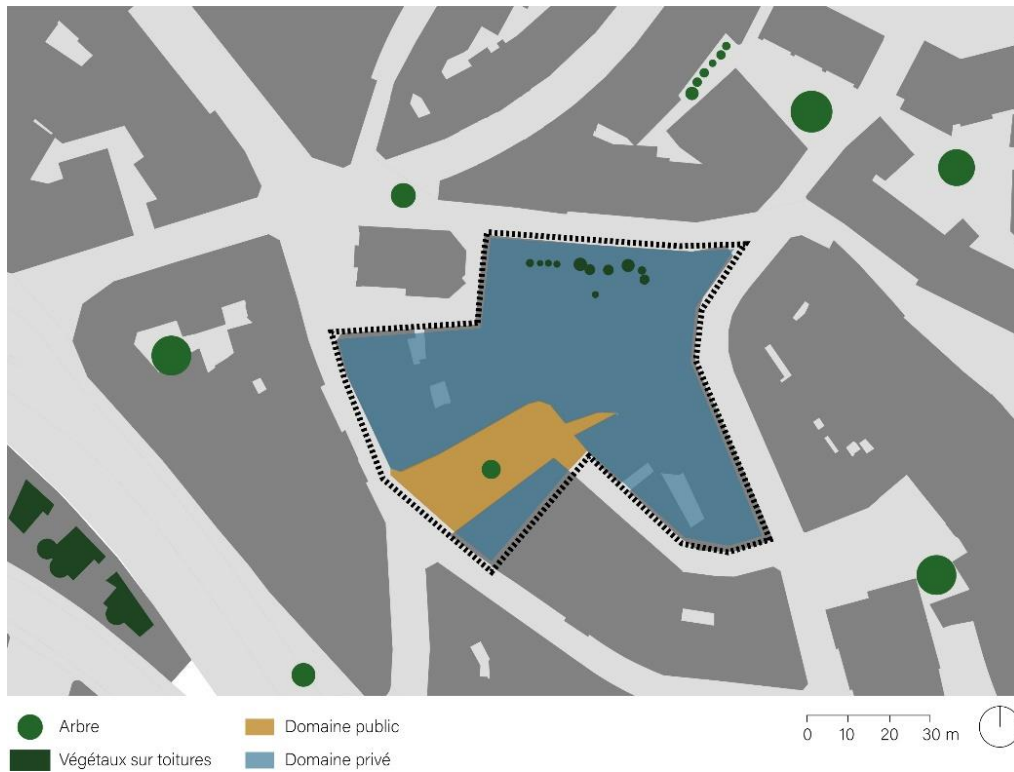 Arbre
Végétaux sur toitures
Domaine public
Domaine privé
0 10 20 30 m